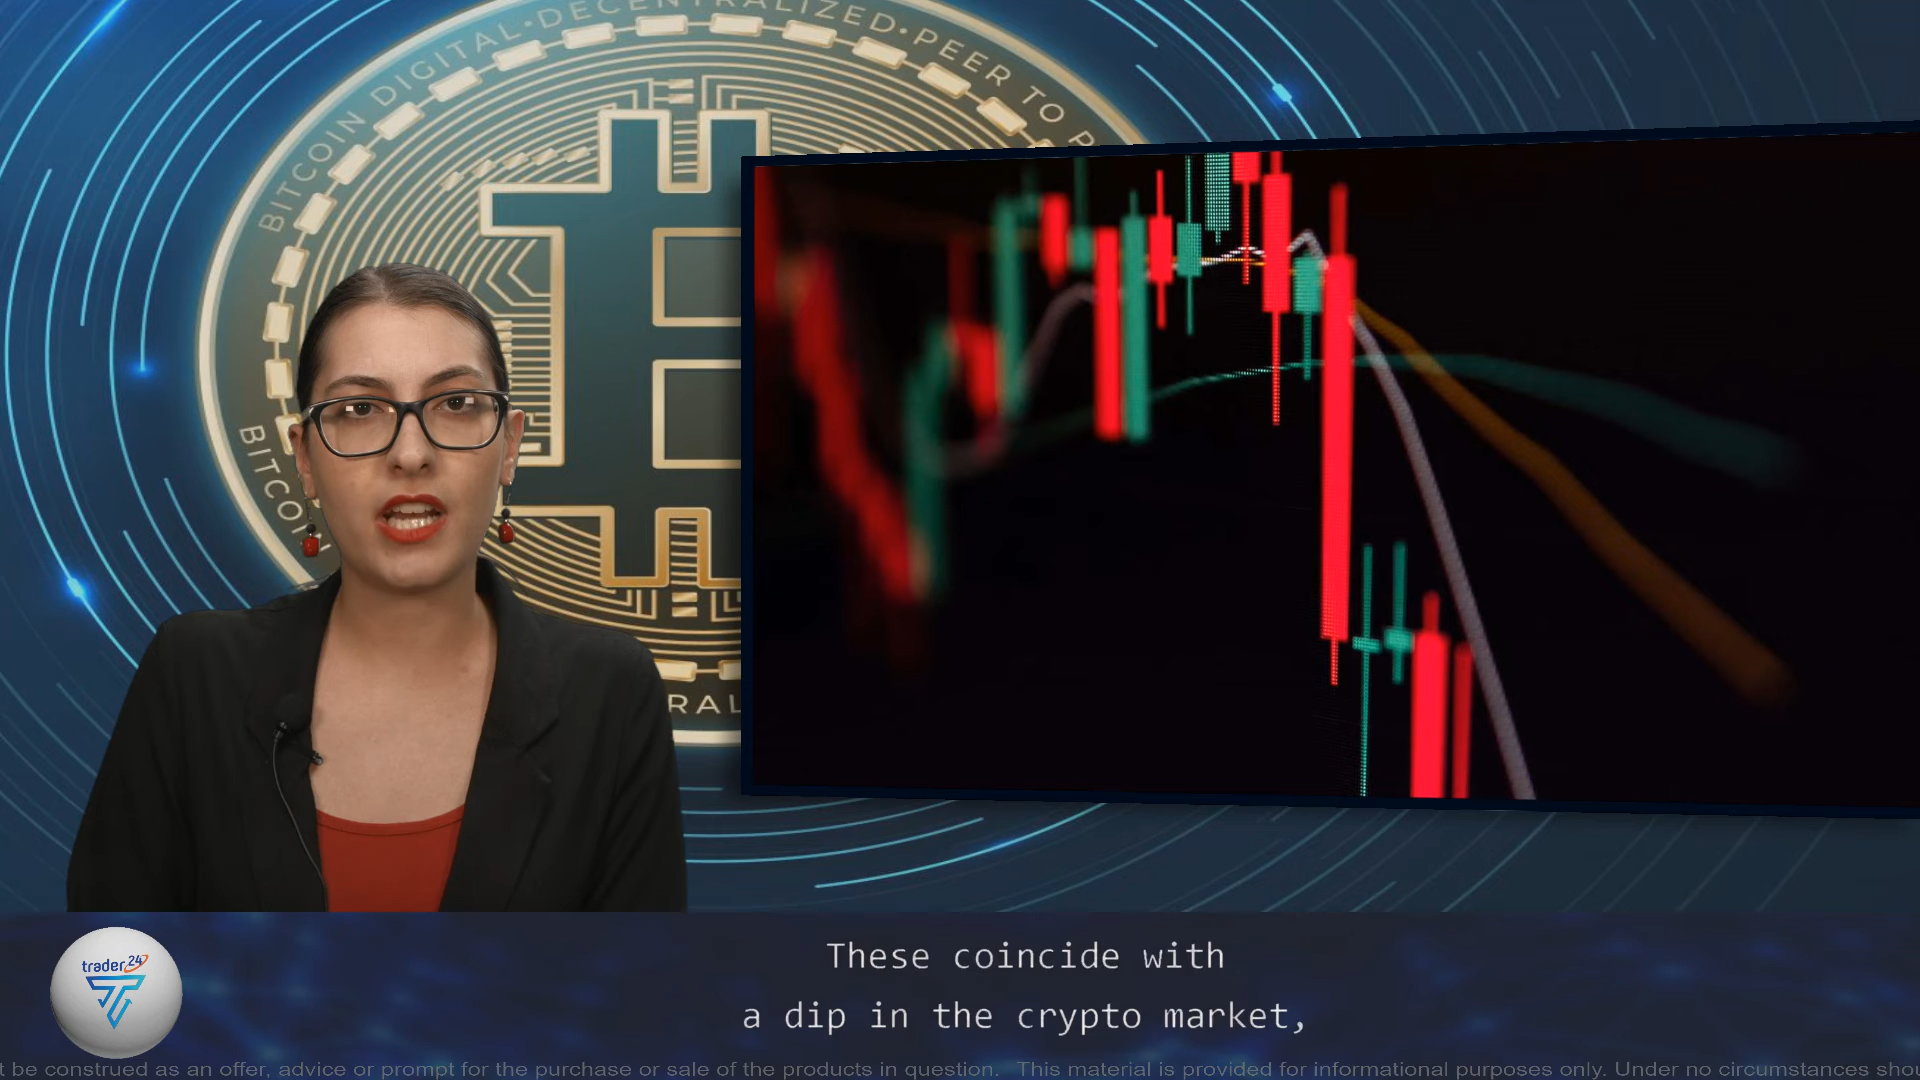 BITCOIN DIGITAL • DECENTRALIZED • PEER TO P
BITCOIN
RAL
trader 24
These coincide with
a dip in the crypto market,
t be construed as an offer, advice or prompt for the purchase or sale of the products in question. This material is provided for informational purposes only. Under no circumstances shou